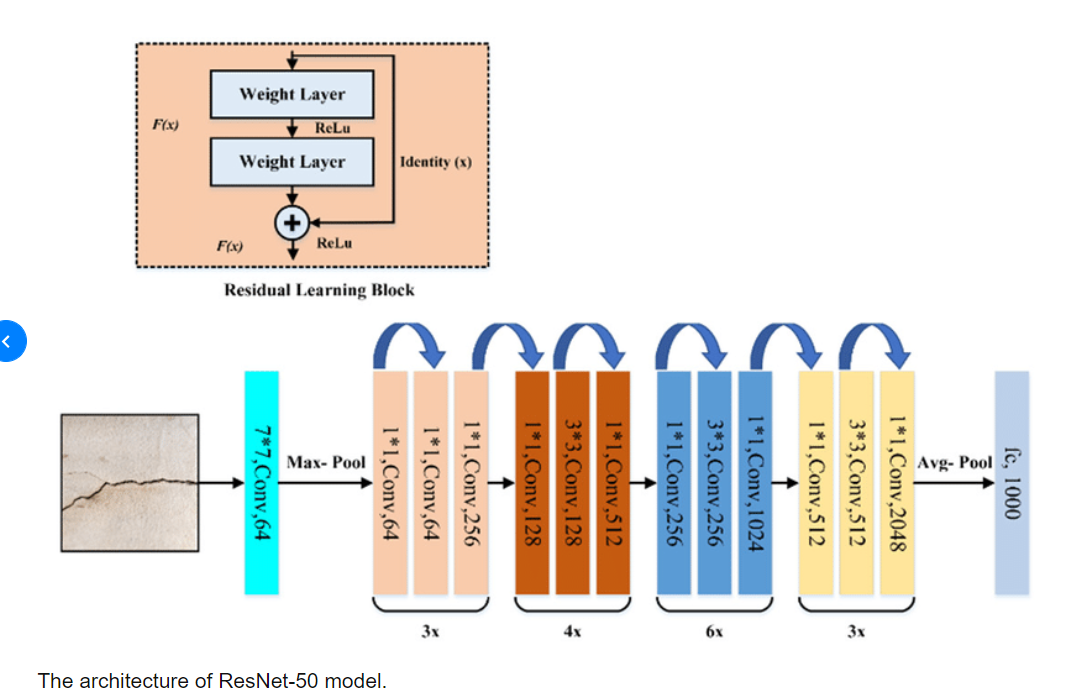 Weight Layer
F(x)
ReLu
Weight Layer
Identity (x)
+
F(x)
ReLu
Residual Learning Block
7*7,Conv,64
Max- Pool
1*1,Conv,64
1*1,Conv,64
1*1,Conv,256
1*1,Conv,128
3*3,Conv,128
1*1,Conv,512
1*1,Conv,256
3*3,Conv,256
1*1,Conv,1024
1*1,Conv,512
3*3,Conv,512
1*1,Conv,2048
Avg- Pool
fc, 1000
3x
4x
6x
3x
The architecture of ResNet-50 model.